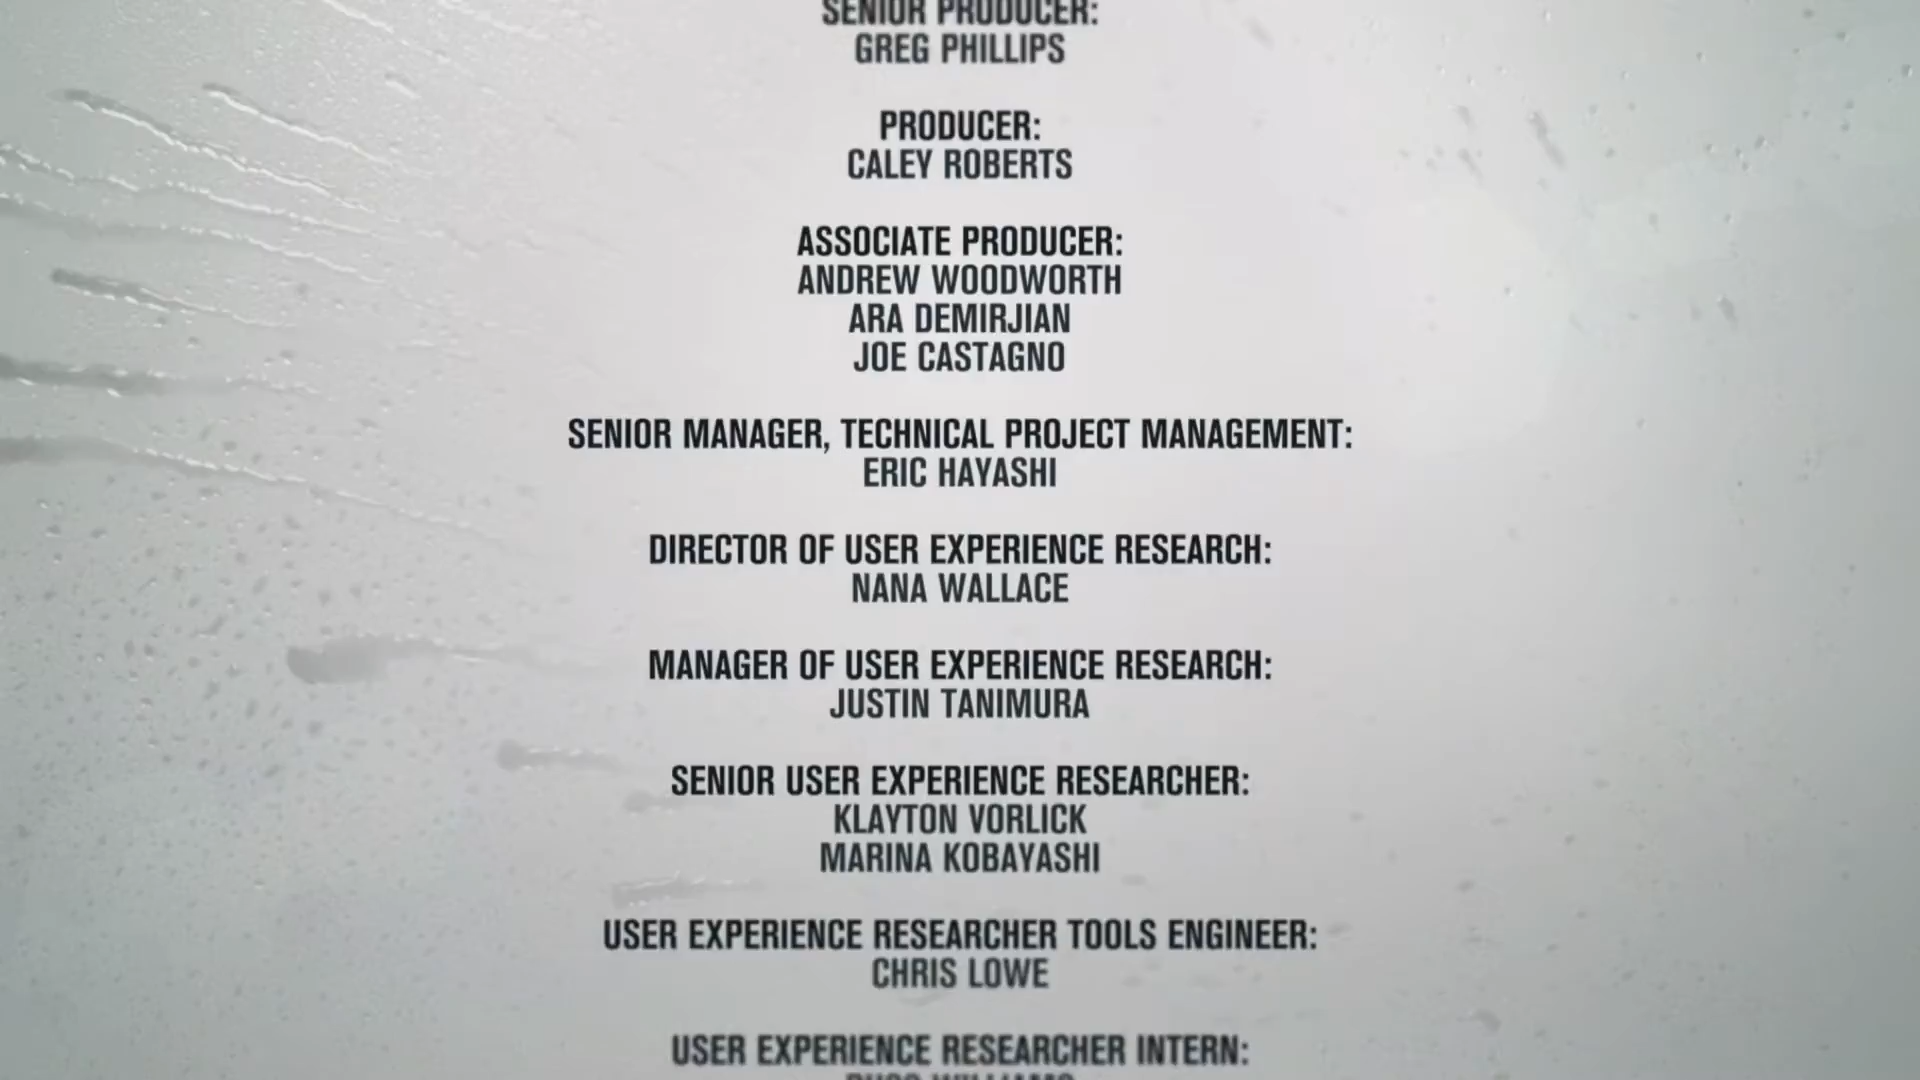 SENIOR PRODUCER:
GREG PHILLIPS
PRODUCER:
CALEY ROBERTS
ASSOCIATE PRODUCER:
ANDREW WOODWORTH
ARA DEMIRJIAN
JOE CASTAGNO
SENIOR MANAGER, TECHNICAL PROJECT MANAGEMENT:
ERIC HAYASHI
DIRECTOR OF USER EXPERIENCE RESEARCH:
NANA WALLACE
MANAGER OF USER EXPERIENCE RESEARCH:
JUSTIN TANIMURA
SENIOR USER EXPERIENCE RESEARCHER:
KLAYTON VORLICK
MARINA KOBAYASHI
USER EXPERIENCE RESEARCHER TOOLS ENGINEER:
CHRIS LOWE
USER EXPERIENCE RESEARCHER INTERN: